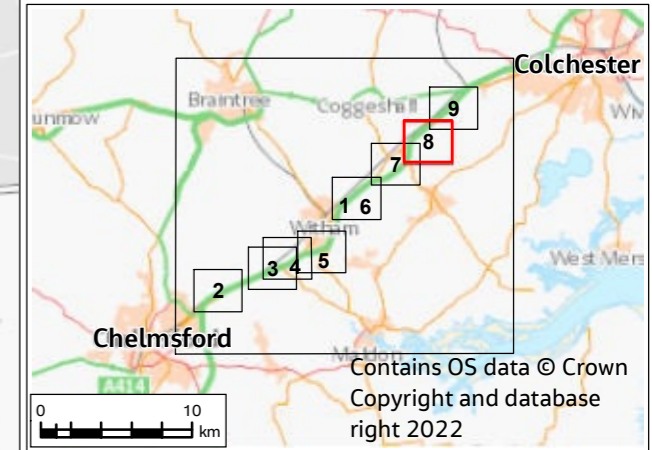 Colchester
Braintree
Coggeshall
unmow
9
8
7
1 6
Witham
5
4
3
2
West Mers
Chelmsford
Contains OS data © Crown
Copyright and database
right 2022
A414
0 10
km